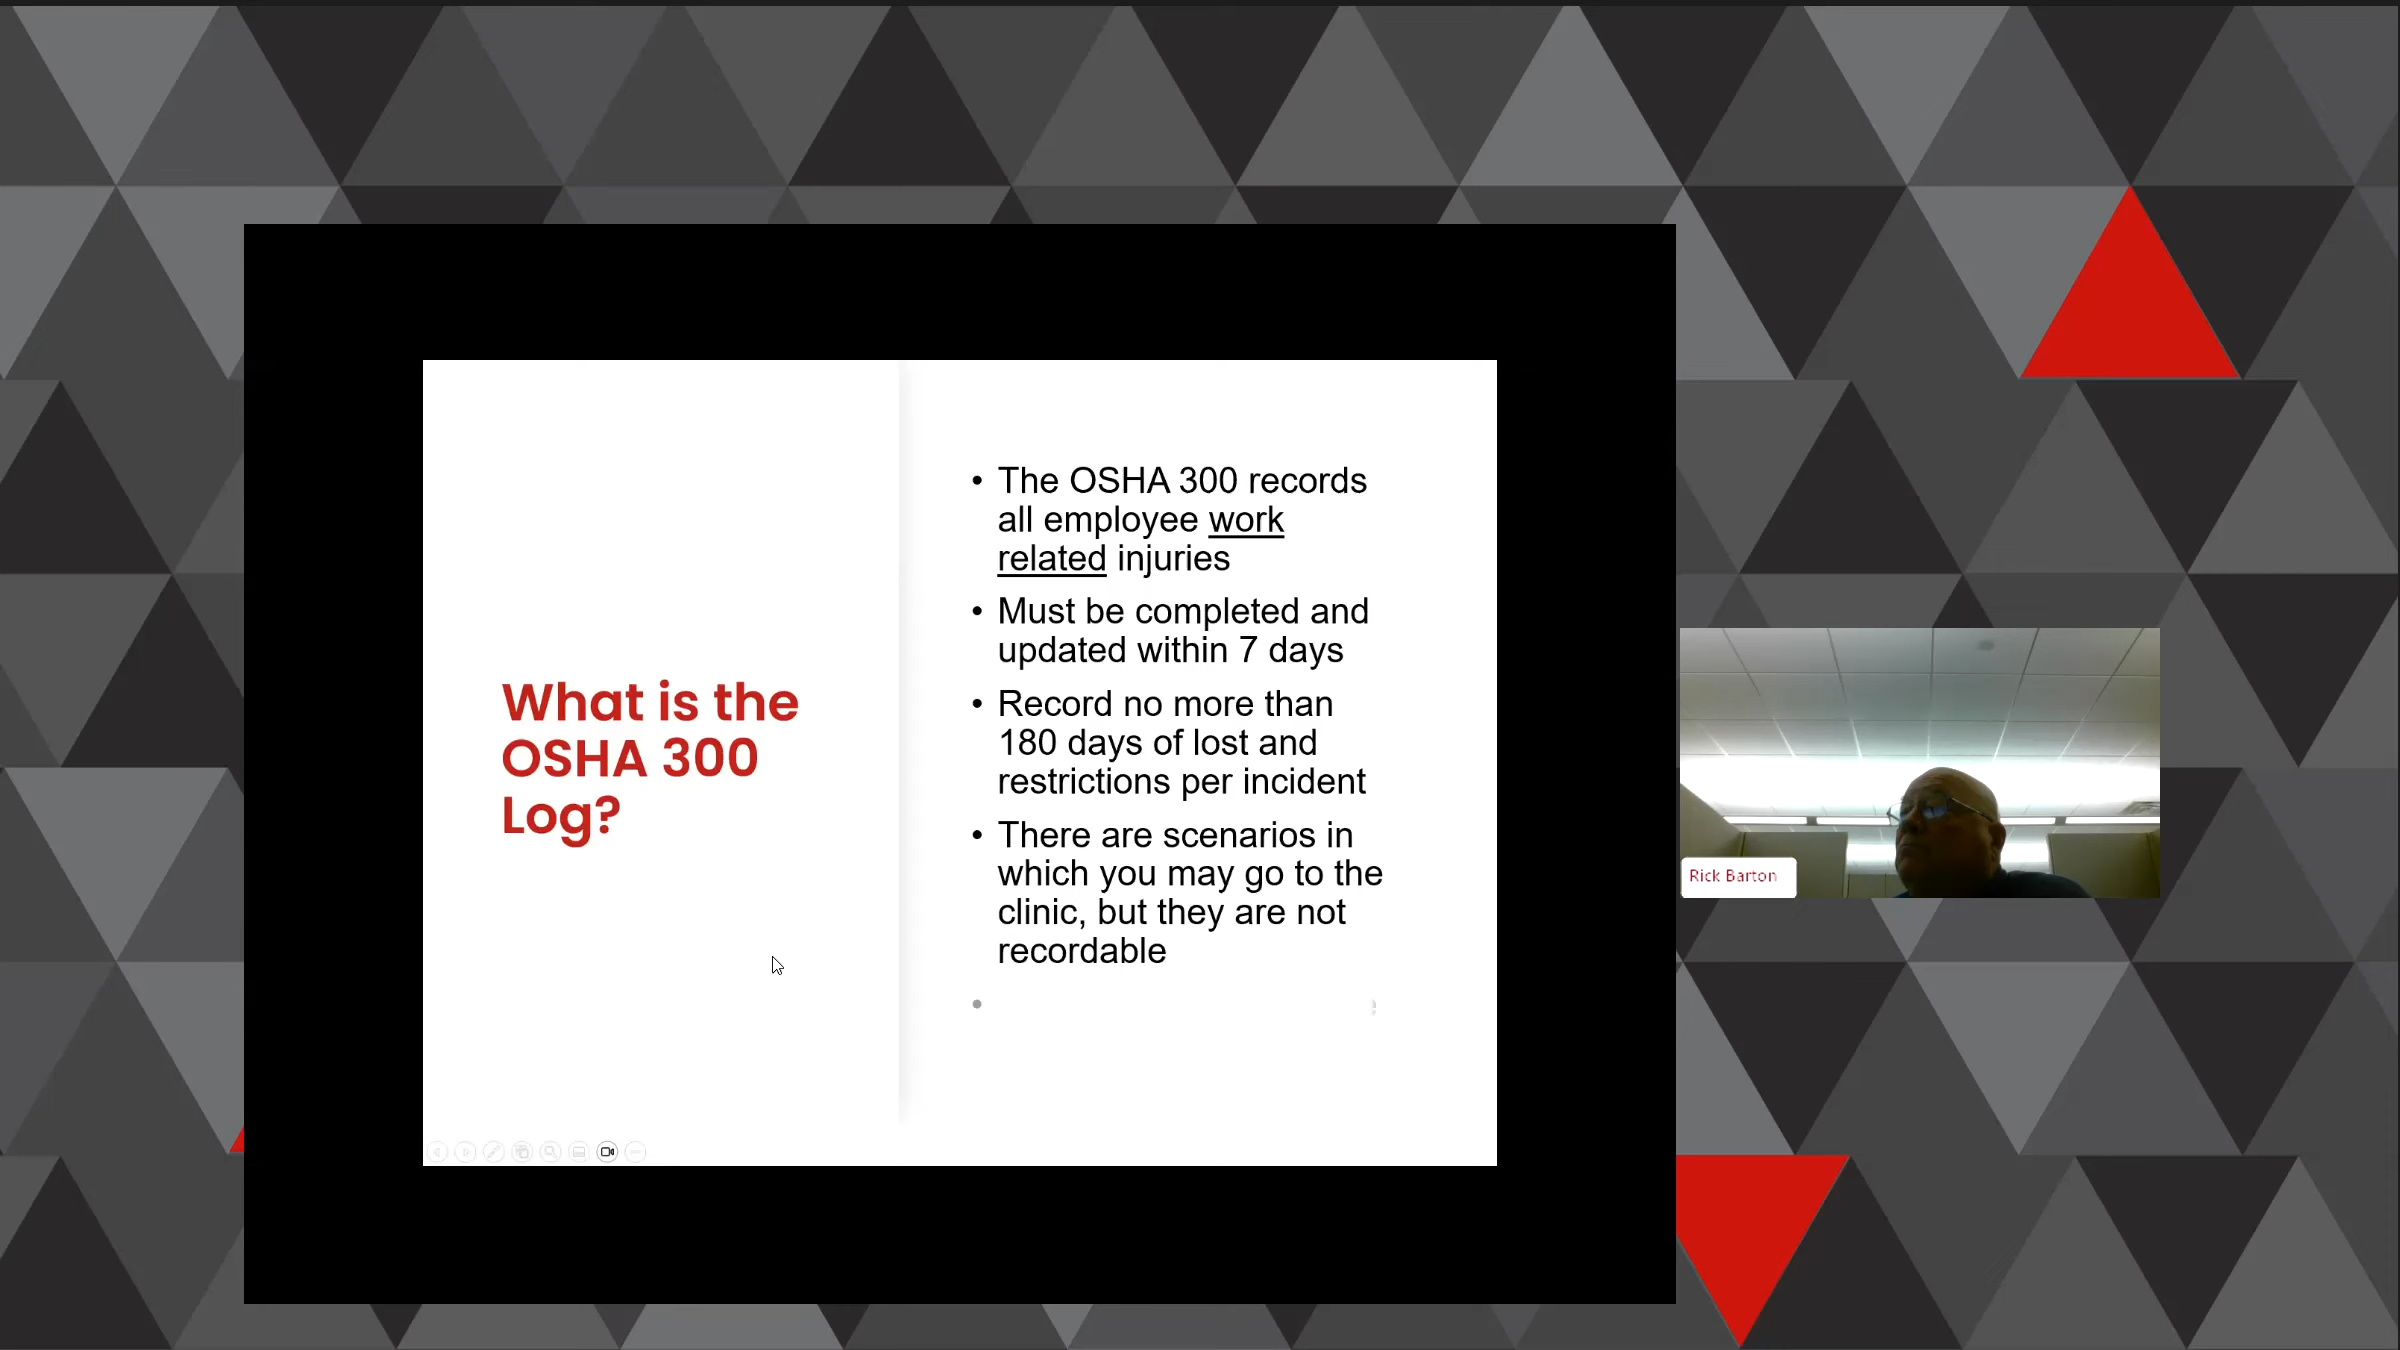 What is the
OSHA 300
Log?
• The OSHA 300 records
all employee work
related injuries
• Must be completed and
updated within 7 days
• Record no more than
180 days of lost and
restrictions per incident
• There are scenarios in
which you may go to the
clinic, but they are not
recordable
•
Rick Barton